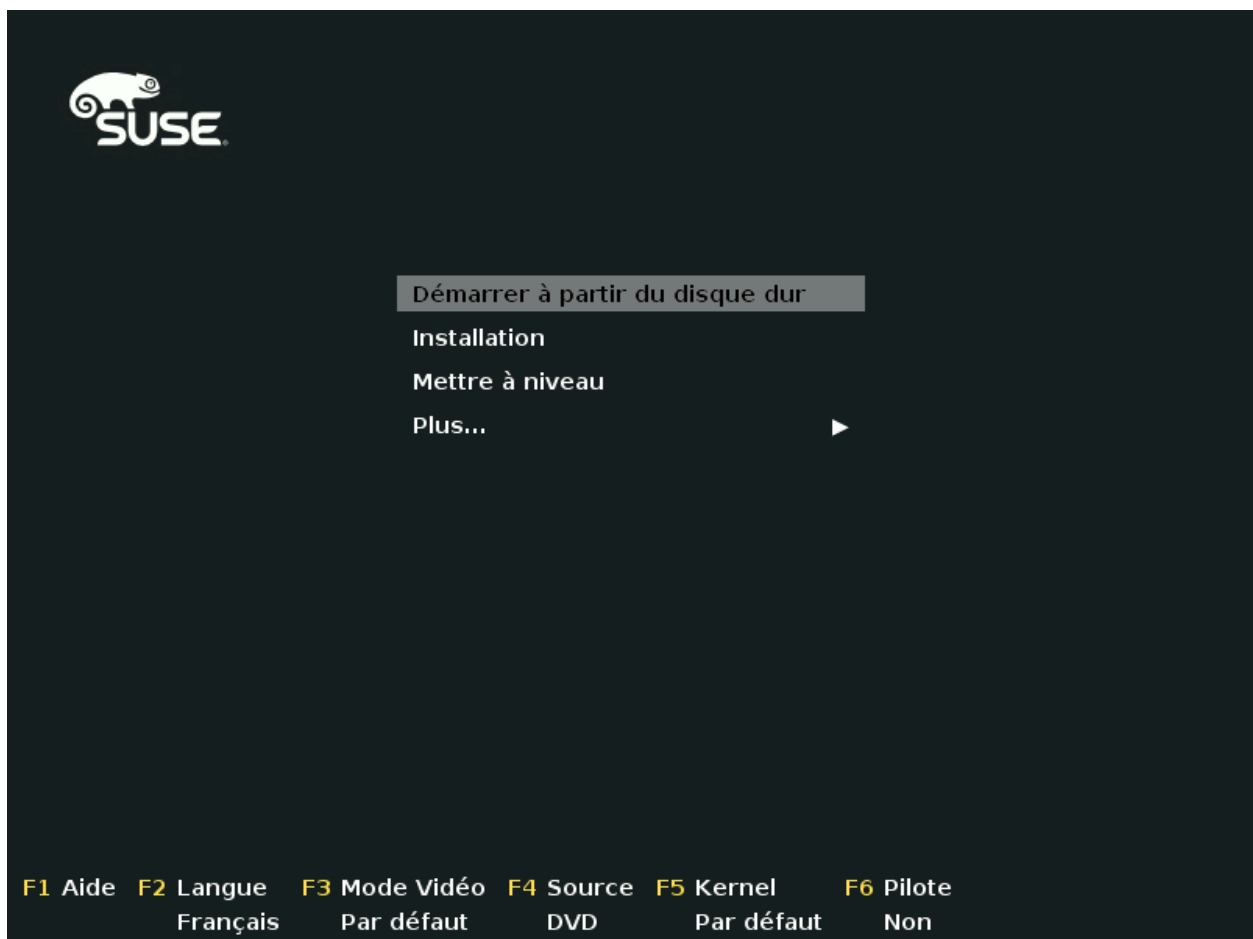 SUSE
Démarrer à partir du disque dur
Installation
Mettre à niveau
Plus... ►
F1 Aide F2 Langue F3 Mode Vidéo F4 Source F5 Kernel F6 Pilote
Français Par défaut DVD Par défaut Non